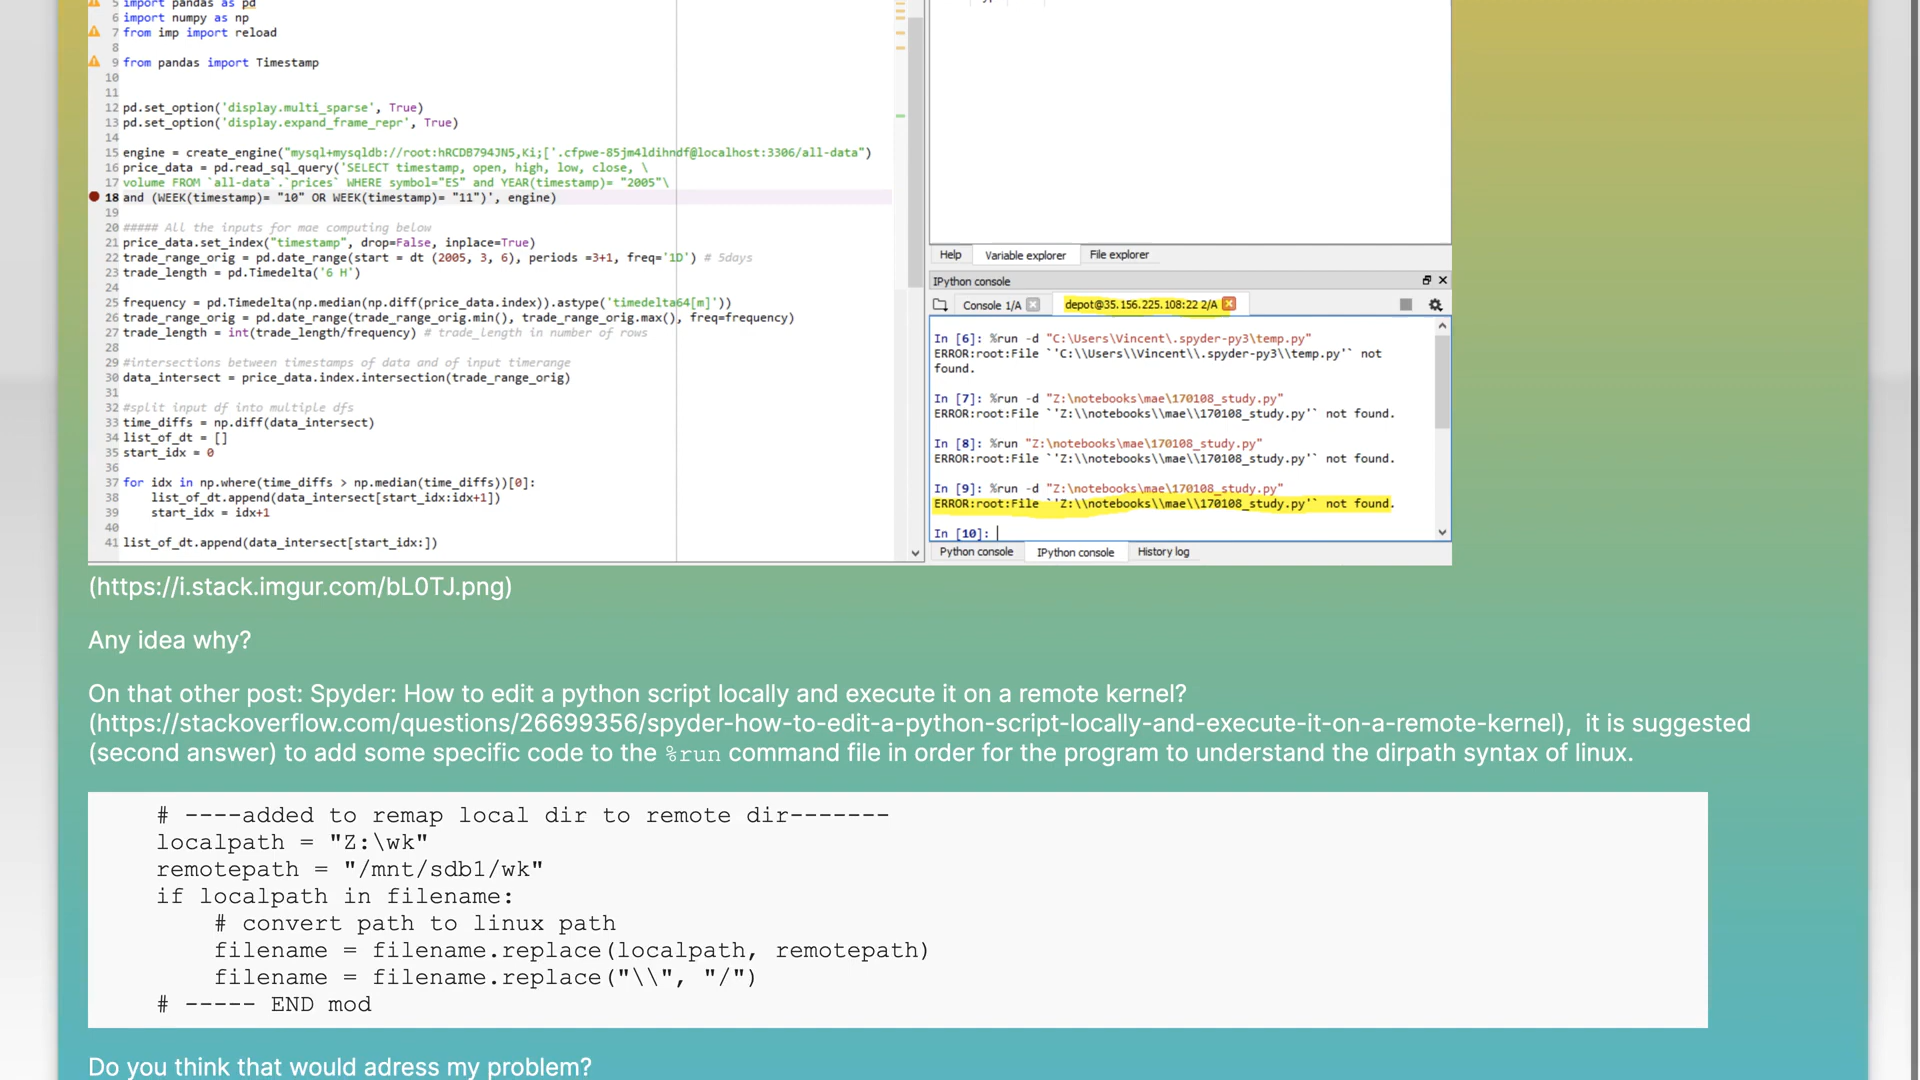 5 import pandas as pd
6 import numpy as np
7 from imp import reload
8
9 from pandas import Timestamp
10
11
12 pd.set_option('display.multi_sparse', True)
13 pd.set_option('display.expand_frame_repr', True)
14
15 engine = create_engine("mysql+mysqldb://root:hRCDB794JN5,Ki;['.cfpwe-85jm4ldihndf@localhost:3306/all-data")
16 price_data = pd.read_sql_query('SELECT timestamp, open, high, low, close, \
17 volume FROM `all-data`.`prices` WHERE symbol="ES" and YEAR(timestamp)= "2005"\
18 and (WEEK(timestamp)= "10" OR WEEK(timestamp)= "11")', engine)
19
20 ##### All the inputs for mae computing below
21 price_data.set_index("timestamp", drop=False, inplace=True)
22 trade_range_orig = pd.date_range(start = dt (2005, 3, 6), periods =3+1, freq='1D') # 5days
23 trade_length = pd.Timedelta('6 H')
24
25 frequency = pd.Timedelta(np.median(np.diff(price_data.index)).astype('timedelta64[m]'))
26 trade_range_orig = pd.date_range(trade_range_orig.min(), trade_range_orig.max(), freq=frequency)
27 trade_length = int(trade_length/frequency) # trade_length in number of rows
28
29 #intersections between timestamps of data and of input timerange
30 data_intersect = price_data.index.intersection(trade_range_orig)
31
32 #split input df into multiple dfs
33 time_diffs = np.diff(data_intersect)
34 list_of_dt = []
35 start_idx = 0
36
37 for idx in np.where(time_diffs > np.median(time_diffs))[0]:
38     list_of_dt.append(data_intersect[start_idx:idx+1])
39     start_idx = idx+1
40
41 list_of_dt.append(data_intersect[start_idx:])
Help Variable explorer File explorer
IPython console
Console 1/A depot@35.156.225.108:22 2/A
In [6]: %run -d "C:\Users\Vincent\.spyder-py3\temp.py"
ERROR:root:File `'C:\\Users\\Vincent\\.spyder-py3\\temp.py'` not
found.
In [7]: %run -d "Z:\notebooks\mae\170108_study.py"
ERROR:root:File `'Z:\\notebooks\\mae\\170108_study.py'` not found.
In [8]: %run "Z:\notebooks\mae\170108_study.py"
ERROR:root:File `'Z:\\notebooks\\mae\\170108_study.py'` not found.
In [9]: %run -d "Z:\notebooks\mae\170108_study.py"
ERROR:root:File `'Z:\\notebooks\\mae\\170108_study.py'` not found.
In [10]:
Python console IPython console History log
(https://i.stack.imgur.com/bL0TJ.png)
Any idea why?
On that other post: Spyder: How to edit a python script locally and execute it on a remote kernel?
(https://stackoverflow.com/questions/26699356/spyder-how-to-edit-a-python-script-locally-and-execute-it-on-a-remote-kernel), it is suggested
(second answer) to add some specific code to the %run command file in order for the program to understand the dirpath syntax of linux.
# ----added to remap local dir to remote dir-------
localpath = "Z:\wk"
remotepath = "/mnt/sdb1/wk"
if localpath in filename:
    # convert path to linux path
    filename = filename.replace(localpath, remotepath)
    filename = filename.replace("\\", "/")
# ----- END mod
Do you think that would adress my problem?